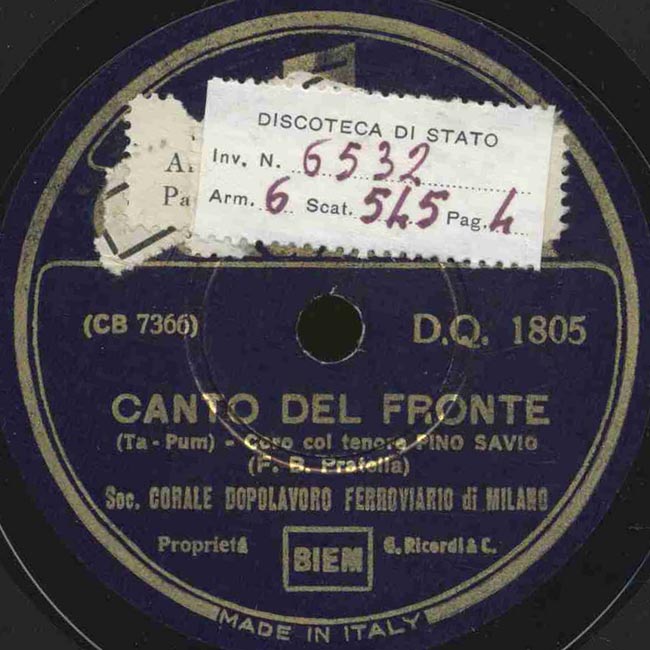 DISCOTECA DI STATO
Inv. N. 6532
Arm. 6 Scat. 545 Pag. 4
(CB 7366)
D.Q. 1805
CANTO DEL FRONTE
(Ta - Pum) - Coro col tenore PINO SAVIO
(F. B. Pratella)
Soc. CORALE DOPOLAVORO FERROVIARIO di MILANO
Proprietà BIEM G. Ricordi & C.
MADE IN ITALY